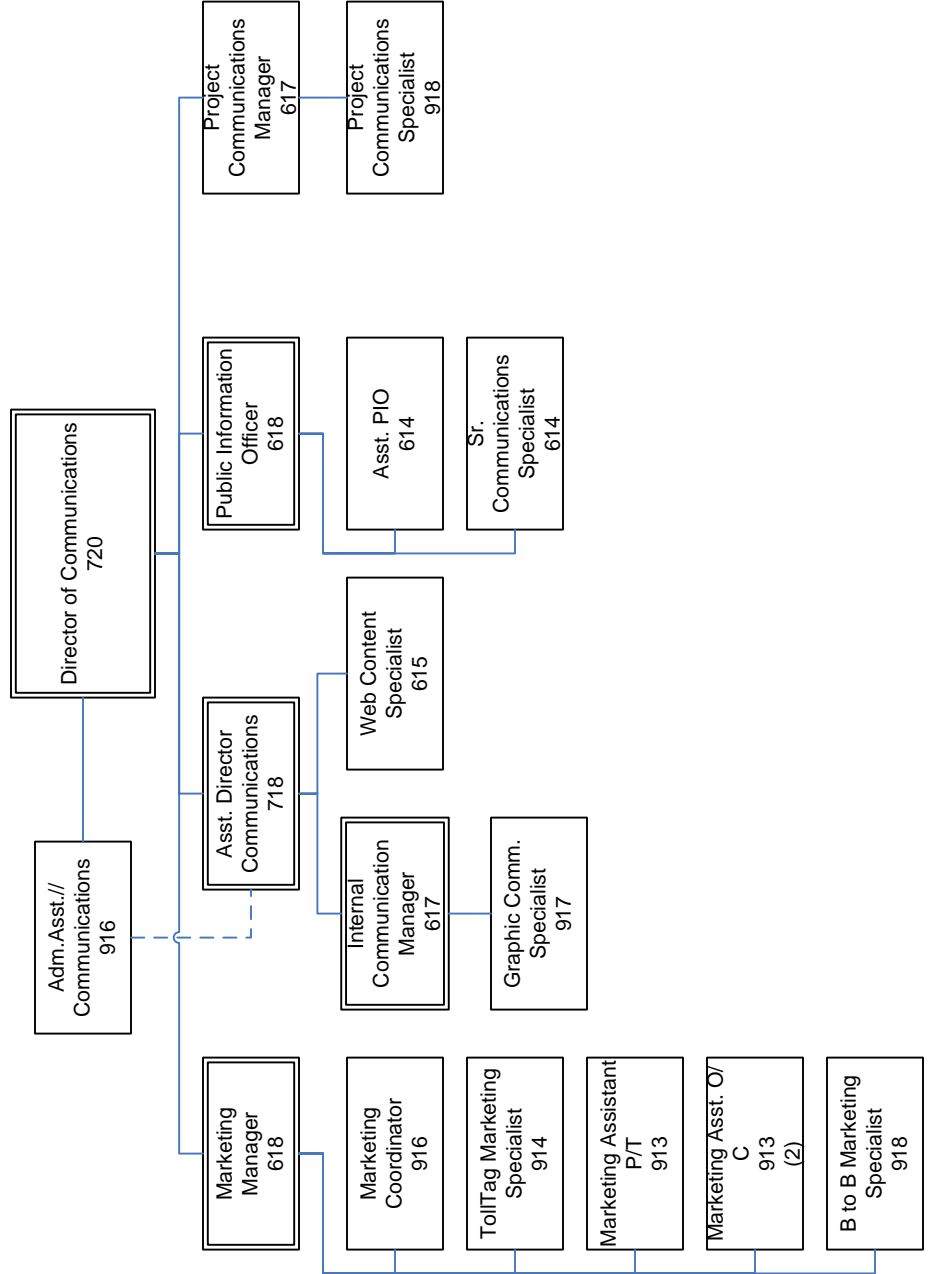 Director of Communications
720
Adm.Asst.//
Communications
916
Marketing
Manager
618
Asst. Director
Communications
718
Public Information
Officer
618
Project
Communications
Manager
617
Marketing
Coordinator
916
TollTag Marketing
Specialist
914
Marketing Assistant
P/T
913
Marketing Asst. O/
C
913
(2)
B to B Marketing
Specialist
918
Internal
Communication
Manager
617
Graphic Comm.
Specialist
917
Web Content
Specialist
615
Asst. PIO
614
Sr.
Communications
Specialist
614
Project
Communications
Specialist
918